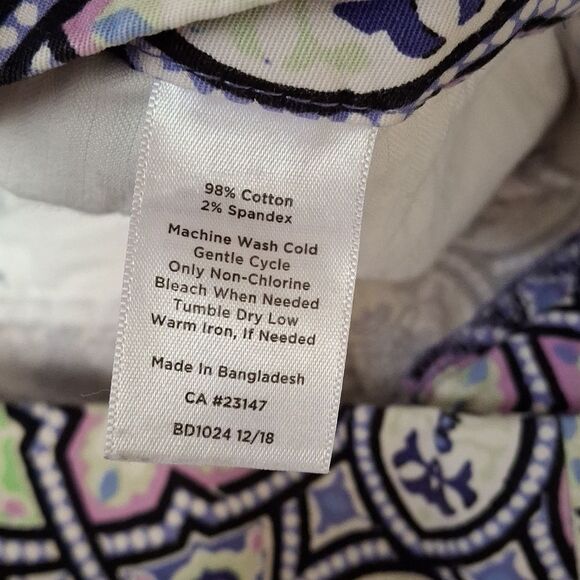 98% Cotton
2% Spandex
Machine Wash Cold
Gentle Cycle
Only Non-Chlorine
Bleach When Needed
Tumble Dry Low
Warm Iron, If Needed
Made In Bangladesh
CA #23147
BD1024 12/18